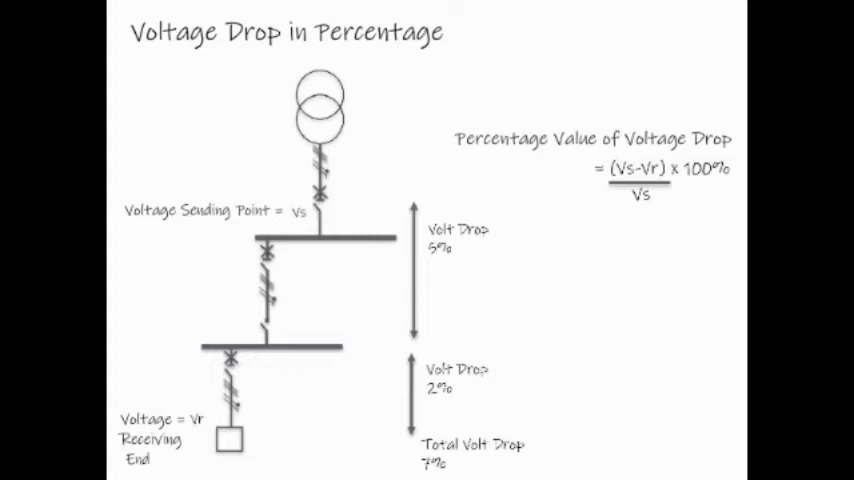 Voltage Drop in Percentage
Percentage Value of Voltage Drop
= (Vs-Vr) x 100%
Vs
Voltage Sending Point = Vs
Volt Drop
5%
Volt Drop
2%
Voltage = Vr
Receiving
End
Total Volt Drop
7%